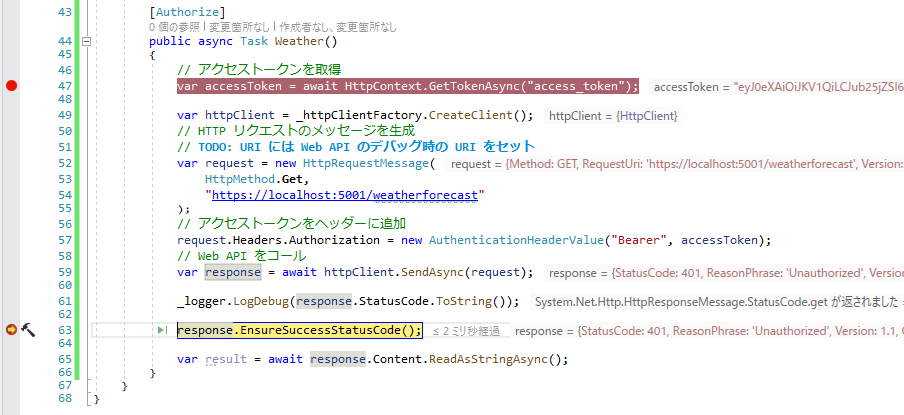 43 [Authorize]
0 個の参照 | 変更箇所なし | 作成者なし、変更箇所なし
44 public async Task Weather()
45 {
46 // アクセストークンを取得
47 var accessToken = await HttpContext.GetTokenAsync("access_token"); accessToken = "eyJ0eXAiOiJKV1QiLCJub25jZSI6
48
49 var httpClient = _httpClientFactory.CreateClient(); httpClient = {HttpClient}
50 // HTTP リクエストのメッセージを生成
51 // TODO: URI には Web API のデバッグ時の URI をセット
52 var request = new HttpRequestMessage( request = {Method: GET, RequestUri: 'https://localhost:5001/weatherforecast', Version:
53 HttpMethod.Get,
54 "https://localhost:5001/weatherforecast"
55 );
56 // アクセストークンをヘッダーに追加
57 request.Headers.Authorization = new AuthenticationHeaderValue("Bearer", accessToken);
58 // Web API をコール
59 var response = await httpClient.SendAsync(request); response = {StatusCode: 401, ReasonPhrase: 'Unauthorized', Version
60
61 _logger.LogDebug(response.StatusCode.ToString()); System.Net.Http.HttpResponseMessage.StatusCode.get が返されました =
62
63 response.EnsureSuccessStatusCode(); ≤ 2 ミリ秒経過 response = {StatusCode: 401, ReasonPhrase: 'Unauthorized', Version: 1.1, C
64
65 var result = await response.Content.ReadAsStringAsync();
66 }
67 }
68 }